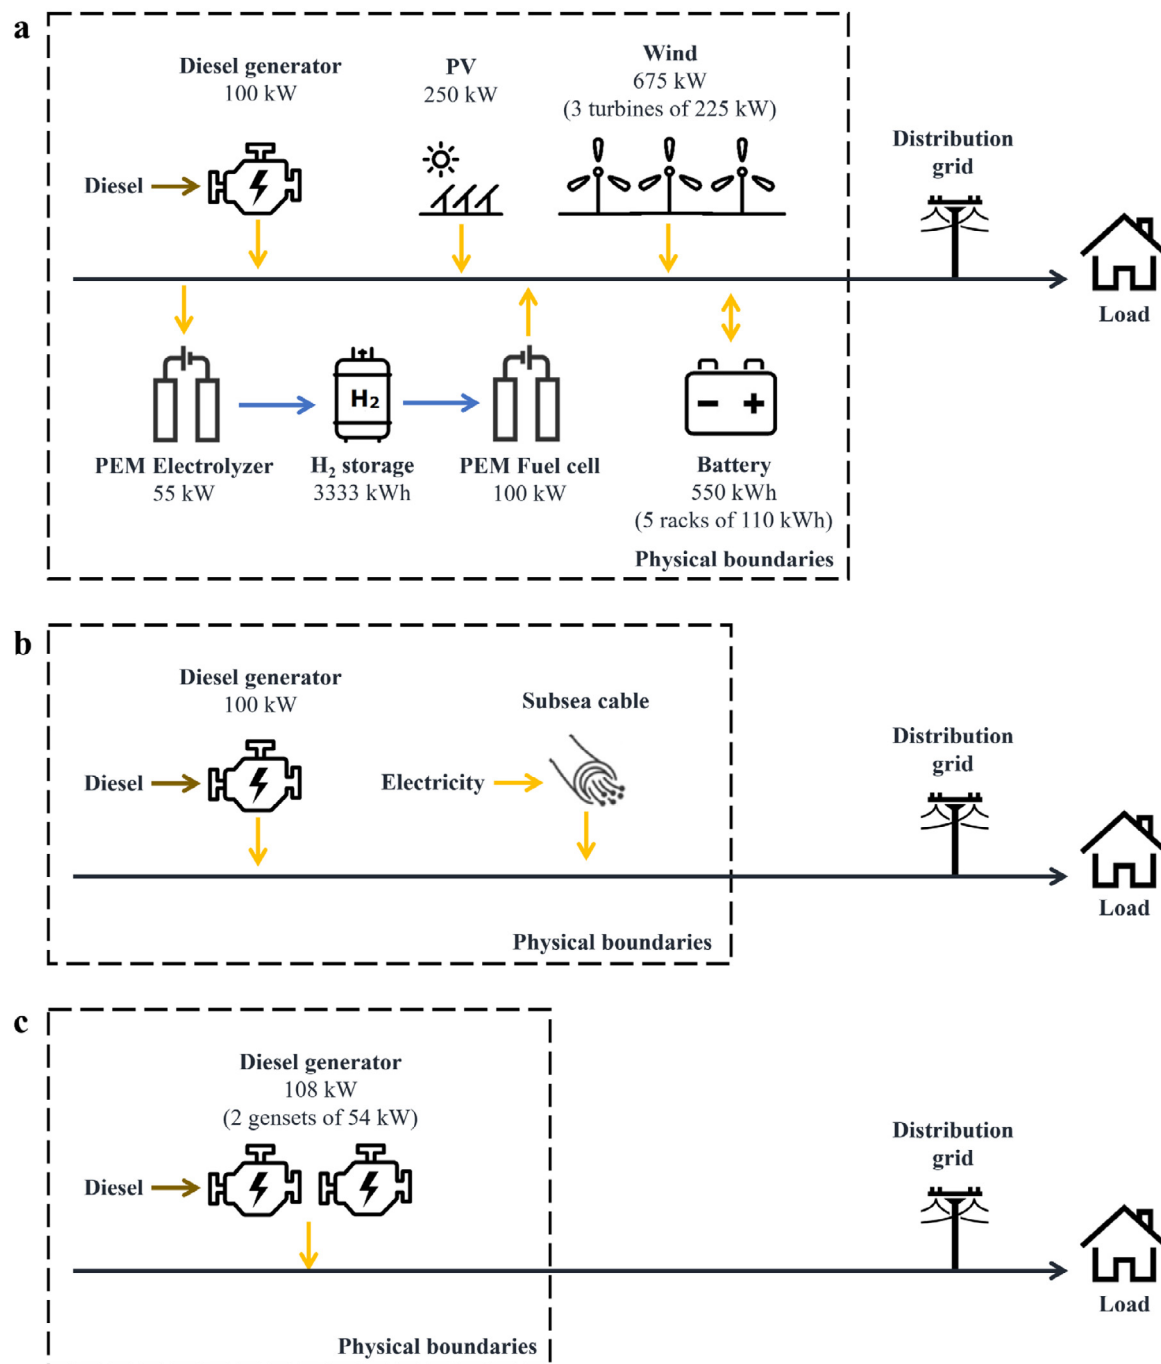 a
Diesel generator
100 kW
PV
250 kW
Wind
675 kW
(3 turbines of 225 kW)
Diesel
Distribution
grid
Load
H2
PEM Electrolyzer
55 kW
H₂ storage
3333 kWh
PEM Fuel cell
100 kW
Battery
550 kWh
(5 racks of 110 kWh)
Physical boundaries
b
Diesel generator
100 kW
Subsea cable
Diesel
Electricity
Distribution
grid
Load
Physical boundaries
c
Diesel generator
108 kW
(2 gensets of 54 kW)
Diesel
Distribution
grid
Load
Physical boundaries